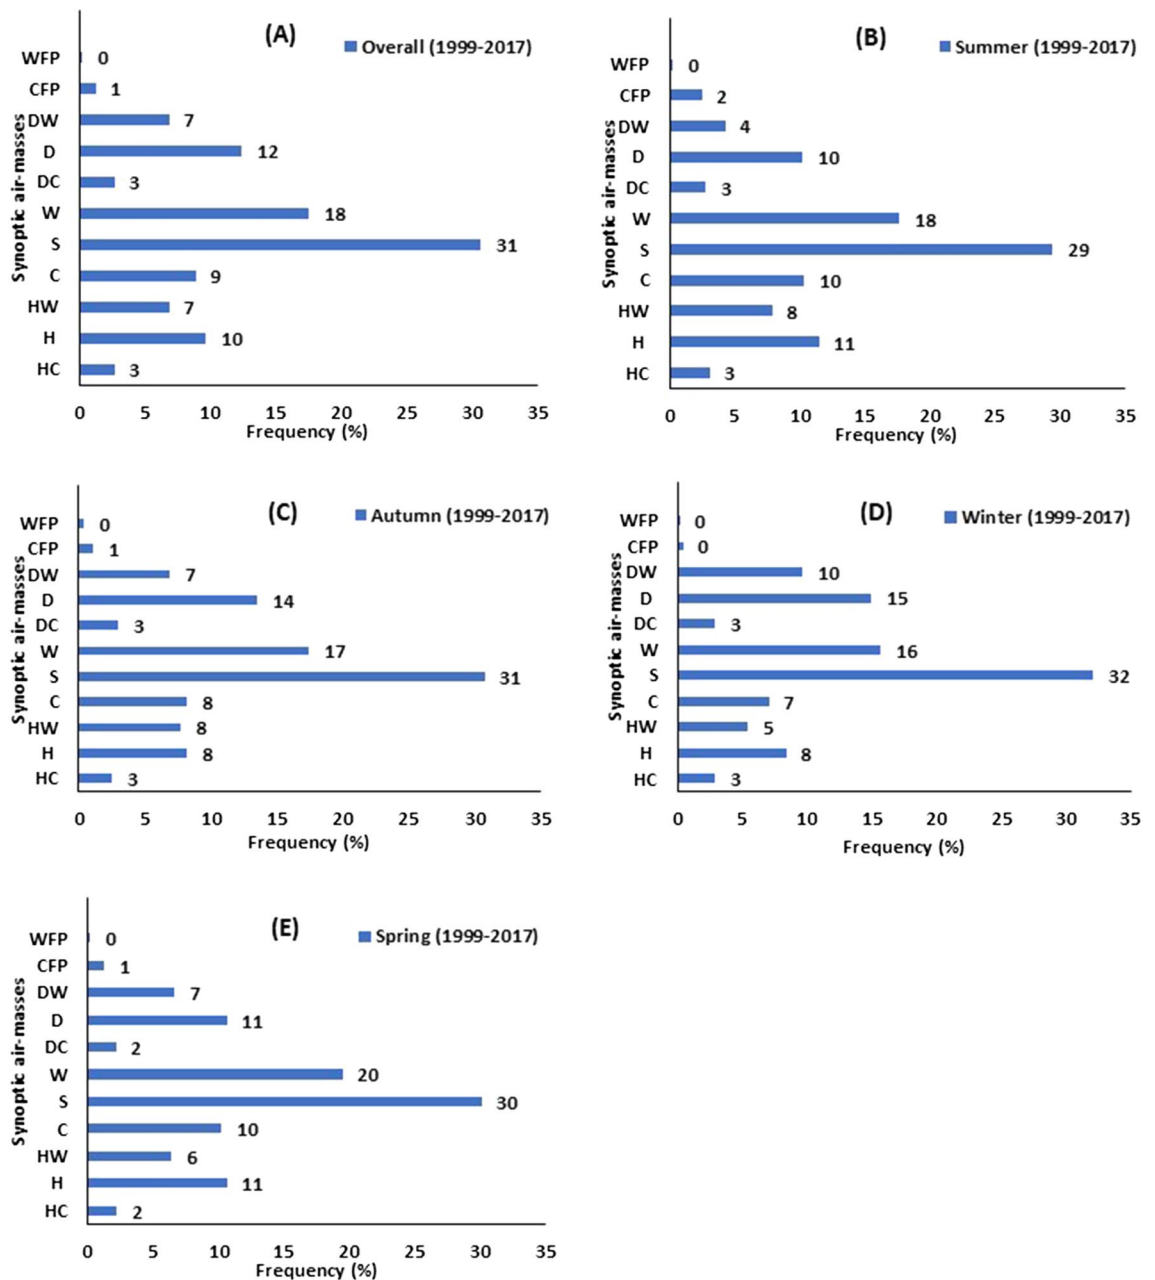 (A)
Overall (1999-2017)
Synoptic air-masses
WFP 0
CFP 1
DW 7
D 12
DC 3
W 18
S 31
C 9
HW 7
H 10
HC 3
0 5 10 15 20 25 30 35
Frequency (%)
(B)
Summer (1999-2017)
Synoptic air-masses
WFP 0
CFP 2
DW 4
D 10
DC 3
W 18
S 29
C 10
HW 8
H 11
HC 3
0 5 10 15 20 25 30 35
Frequency (%)
(C)
Autumn (1999-2017)
Synoptic air-masses
WFP 0
CFP 1
DW 7
D 14
DC 3
W 17
S 31
C 8
HW 8
H 8
HC 3
0 5 10 15 20 25 30 35
Frequency (%)
(D)
Winter (1999-2017)
Synoptic air-masses
WFP 0
CFP 0
DW 10
D 15
DC 3
W 16
S 32
C 7
HW 5
H 8
HC 3
0 5 10 15 20 25 30 35
Frequency (%)
(E)
Spring (1999-2017)
Synoptic air-masses
WFP 0
CFP 1
DW 7
D 11
DC 2
W 20
S 30
C 10
HW 6
H 11
HC 2
0 5 10 15 20 25 30 35
Frequency (%)